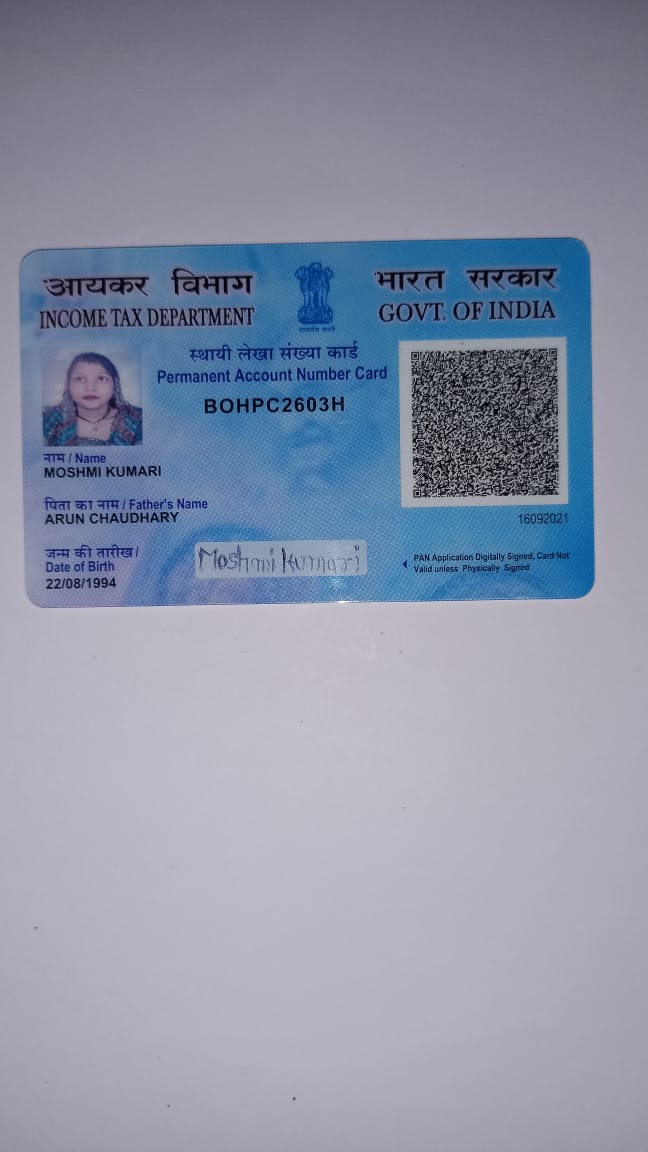 आयकर विभाग
INCOME TAX DEPARTMENT
सत्यमेव जयते
भारत सरकार
GOVT. OF INDIA
स्थायी लेखा संख्या कार्ड
Permanent Account Number Card
BOHPC2603H
नाम / Name
MOSHMI KUMARI
पिता का नाम / Father's Name
ARUN CHAUDHARY
16092021
जन्म की तारीख /
Date of Birth
22/08/1994
Moshmi kumari
PAN Application Digitally Signed, Card Not
Valid unless Physically Signed